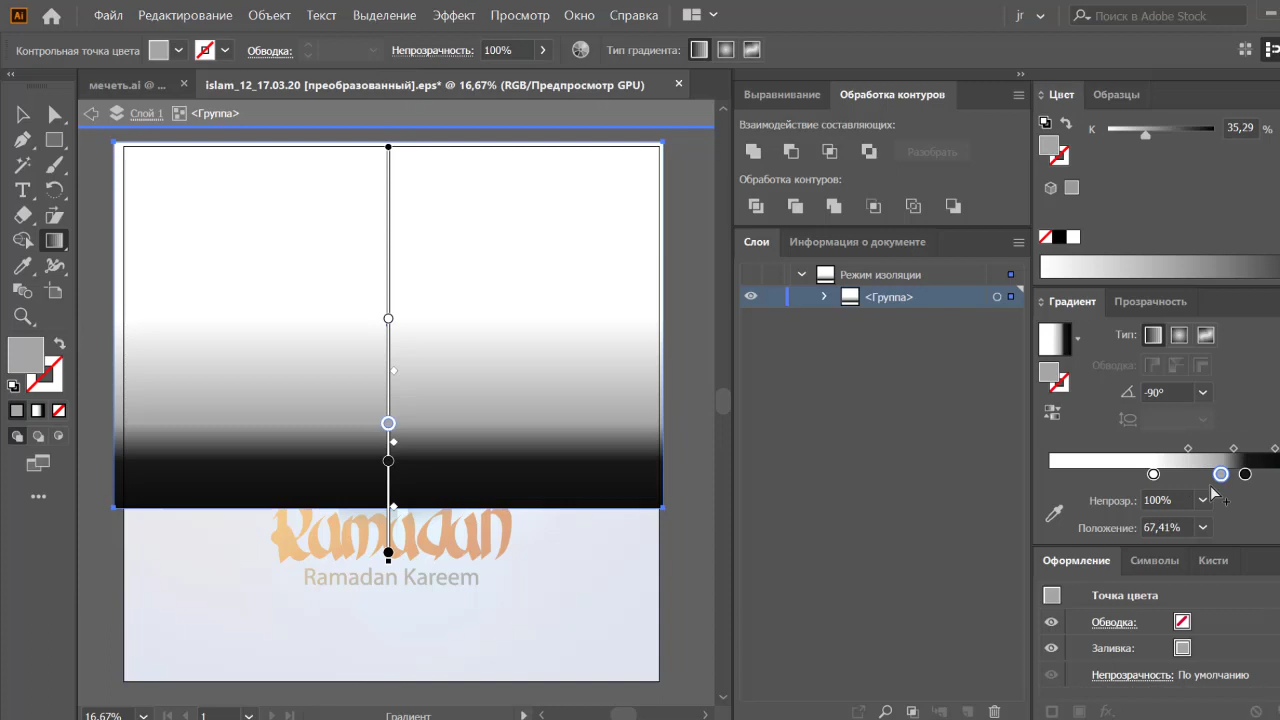 Ai
Файл Редактирование Объект Текст Выделение Эффект Просмотр Окно Справка
jr
Поиск в Adobe Stock
Контрольная точка цвета
Обводка:
Непрозрачность: 100%
Тип градиента:
мечеть.ai @ ...
islam_12_17.03.20 [преобразованный].eps* @ 16,67% (RGB/Предпросмотр GPU)
Слой 1 <Группа>
Выравнивание Обработка контуров
Взаимодействие составляющих:
Разобрать
Обработка контуров:
Слои Информация о документе
Режим изоляции
<Группа>
Цвет Образцы
K 35,29 %
Градиент Прозрачность
Тип:
Обводка:
-90°
Непрозр.: 100%
Положение: 67,41%
Оформление Символы Кисти
Точка цвета
Обводка:
Заливка:
Непрозрачность: По умолчанию
fx.
Ramadan
Ramadan Kareem
16,67% 1 Градиент